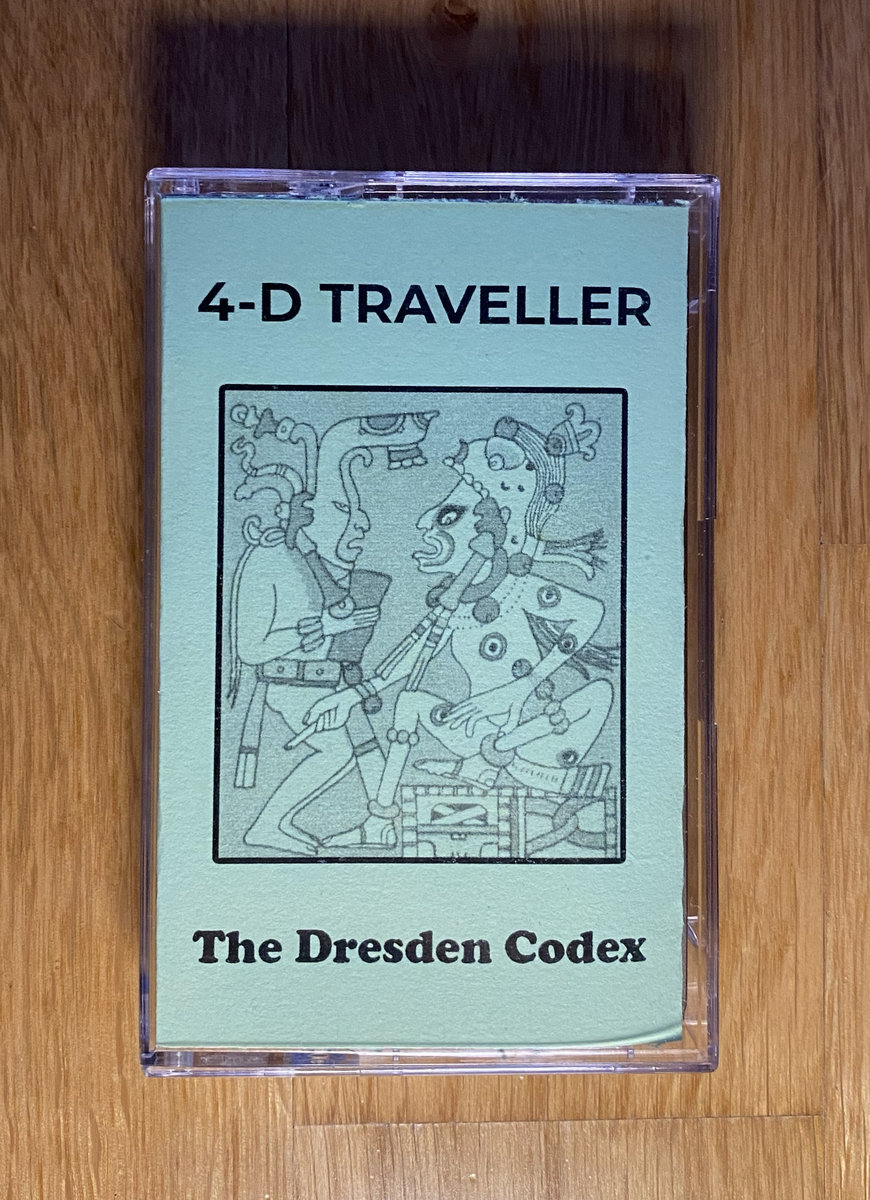 4-D TRAVELLER
The Dresden Codex